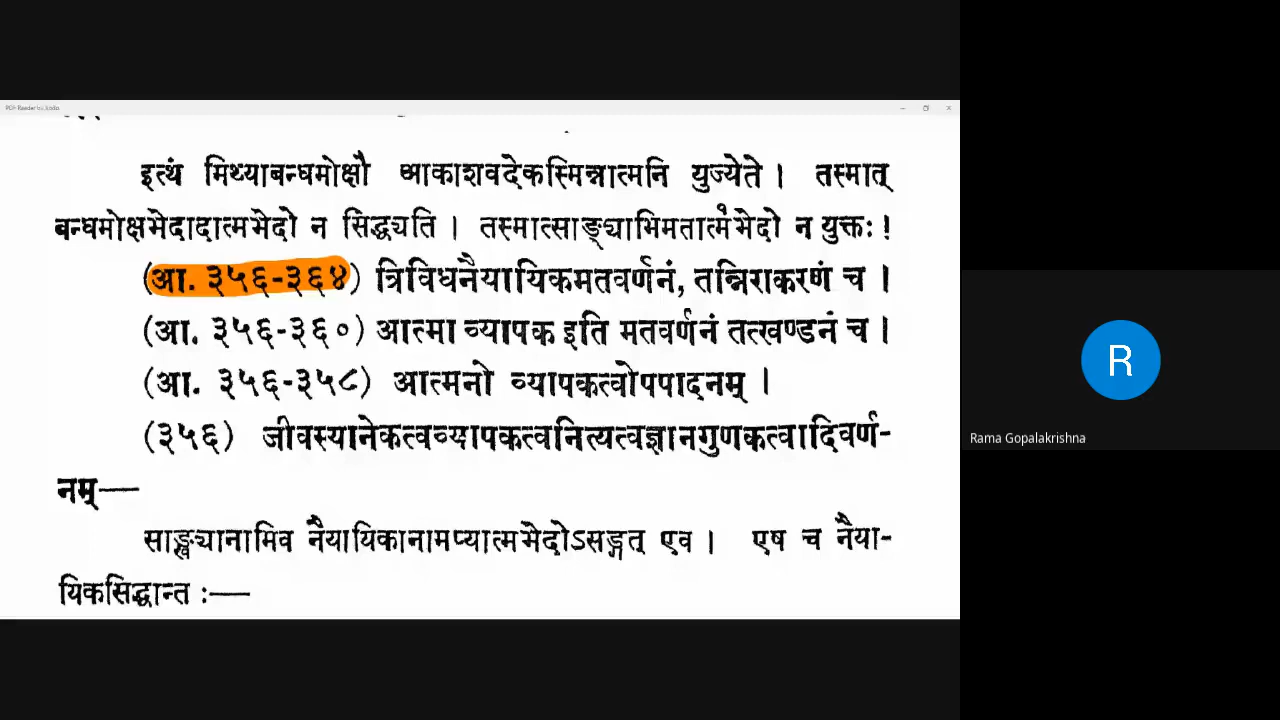 इत्थं मिथ्याबन्धमोक्षौ आकाशवदेकस्मिन्नात्मनि युज्येते । तस्मात्
बन्धमोक्षभेदादात्मभेदो न सिद्ध्यति । तस्मात्साङ्ख्याभिमतात्मभेदो न युक्तः !
(आ. ३५६-३६४) त्रिविधनैयायिकमतवर्णनं, तन्निराकरणं च ।
(आ. ३५६-३६०) आत्मा व्यापक इति मतवर्णनं तत्खण्डनं च ।
(आ. ३५६-३५८) आत्मनो व्यापकत्वोपपादनम् ।
(३५६) जीवस्यानेकत्वव्यापकत्वनित्यत्वज्ञानगुणकत्वादिवर्ण-
नम्—
साङ्ख्यानामिव नैयायिकानामप्यात्मभेदोऽसङ्गत् एव । एष च नैया-
यिकसिद्धान्त :—
R
Rama Gopalakrishna